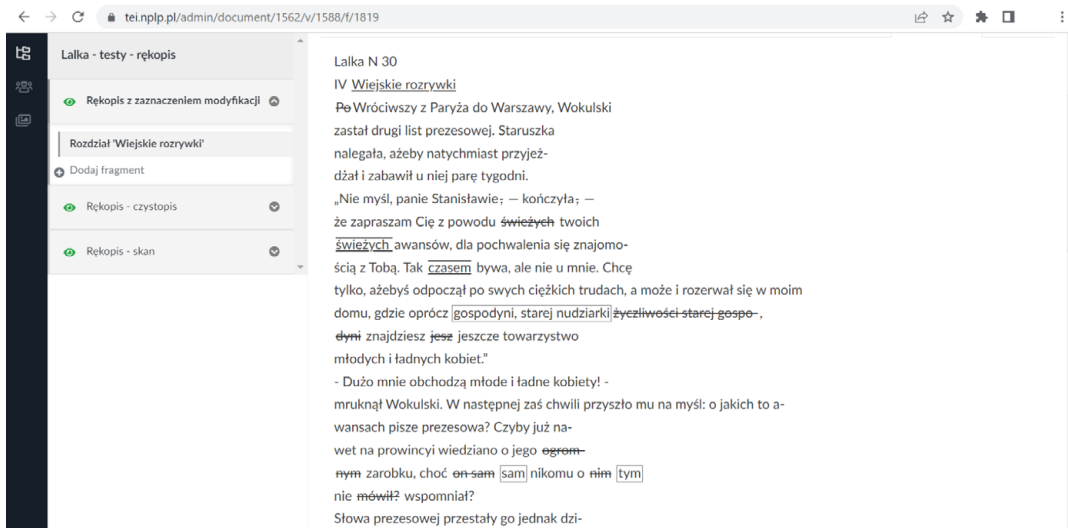 tei.nplp.pl/admin/document/1562/v/1588/f/1819
Lalka - testy - rękopis
Rękopis z zaznaczeniem modyfikacji
Rozdział 'Wiejskie rozrywki'
Dodaj fragment
Rękopis - czystopis
Rękopis - skan
Lalka N 30
IV Wiejskie rozrywki
Po Wróciwszy z Paryża do Warszawy, Wokulski
zastał drugi list prezesowej. Staruszka
nalegała, ażeby natychmiast przyjeż-
dżał i zabawił u niej parę tygodni.
„Nie myśl, panie Stanisławie; — kończyła; —
że zapraszam Cię z powodu świeżych twoich
świeżych awansów, dla pochwalenia się znajomo-
ścią z Tobą. Tak czasem bywa, ale nie u mnie. Chcę
tylko, ażebyś odpoczął po swych ciężkich trudach, a może i rozerwał się w moim
domu, gdzie oprócz gospodyni, starej nudziarki życzliwości starej gospo- ,
dyni znajdziesz jesz jeszcze towarzystwo
młodych i ładnych kobiet."
- Dużo mnie obchodzą młode i ładne kobiety! -
mruknął Wokulski. W następnej zaś chwili przyszło mu na myśl: o jakich to a-
wansach pisze prezesowa? Czyby już na-
wet na prowincyi wiedziano o jego ogrom-
nym zarobku, choć on sam sam nikomu o nim tym
nie mówił? wspomniał?
Słowa prezesowej przestały go jednak dzi-